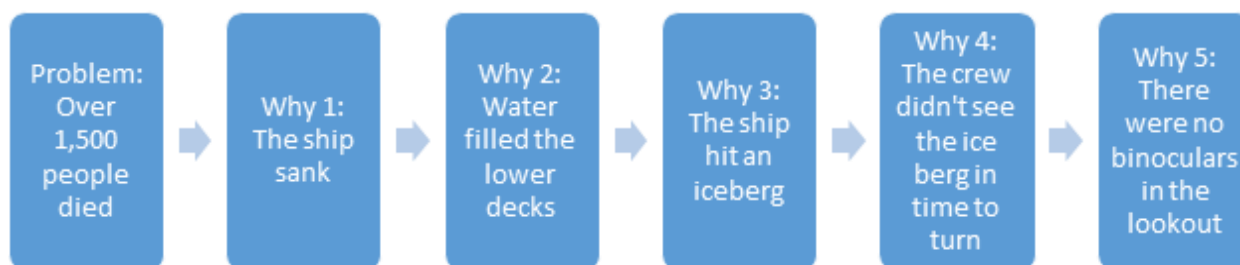 Problem:
Over
1,500
people
died
Why 1:
The ship
sank
Why 2:
Water
filled the
lower
decks
Why 3:
The ship
hit an
iceberg
Why 4:
The crew
didn't see
the ice
berg in
time to
turn
Why 5:
There
were no
binoculars
in the
lookout